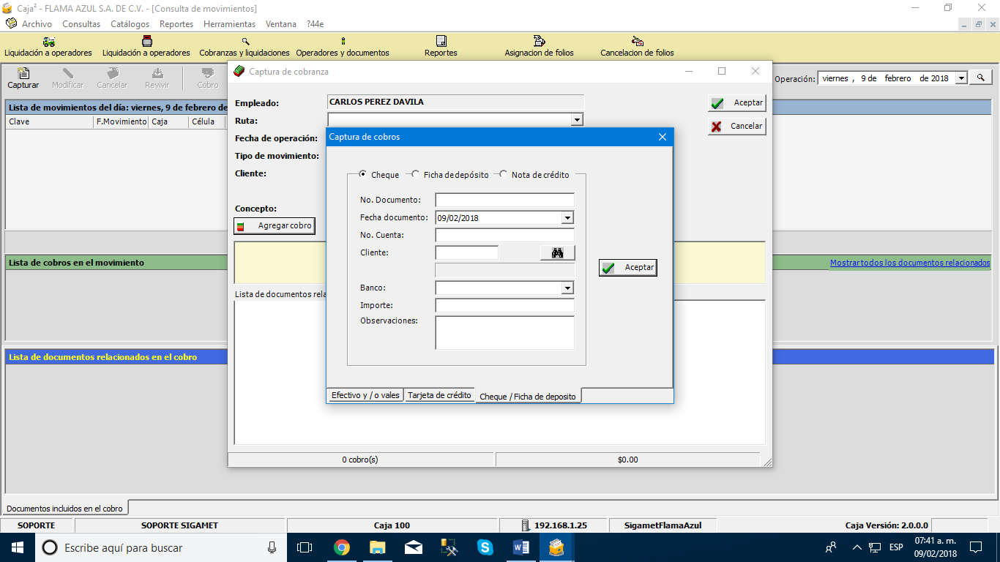 Caja² - FLAMA AZUL S.A. DE C.V. - [Consulta de movimientos]
Archivo Consultas Catálogos Reportes Herramientas Ventana ?44e
Liquidación a operadores Liquidación a operadores Cobranzas y liquidaciones Operadores y documentos Reportes Asignacion de folios Cancelacion de folios
Capturar Modificar Cancelar Revivir Cobro
Operación: viernes , 9 de febrero de 2018
Lista de movimientos del día: viernes, 9 de febrero de
Clave F.Movimiento Caja Célula
Captura de cobranza
Empleado: CARLOS PEREZ DAVILA
Aceptar
Ruta:
Cancelar
Fecha de operación:
Tipo de movimiento:
Cliente:
Concepto:
Agregar cobro
Lista de documentos rela
Captura de cobros
Cheque Ficha de depósito Nota de crédito
No. Documento:
Fecha documento: 09/02/2018
No. Cuenta:
Cliente:
Banco:
Importe:
Observaciones:
Aceptar
Efectivo y / o vales Tarjeta de crédito Cheque / Ficha de deposito
0 cobro(s) $0.00
Lista de cobros en el movimiento
Mostrar todos los documentos relacionados
Lista de documentos relacionados en el cobro
Documentos incluidos en el cobro
SOPORTE SOPORTE SIGAMET Caja 100 192.168.1.25 SigametFlamaAzul Caja Versión: 2.0.0.0
Escribe aquí para buscar
ESP
07:41 a. m.
09/02/2018